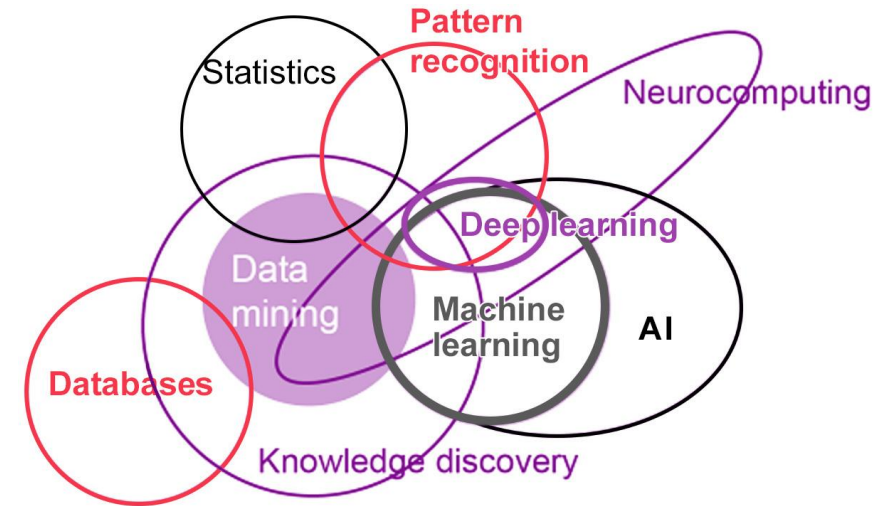 Pattern
recognition
Statistics
Neurocomputing
Deep learning
Data
mining
Machine
learning
AI
Databases
Knowledge discovery